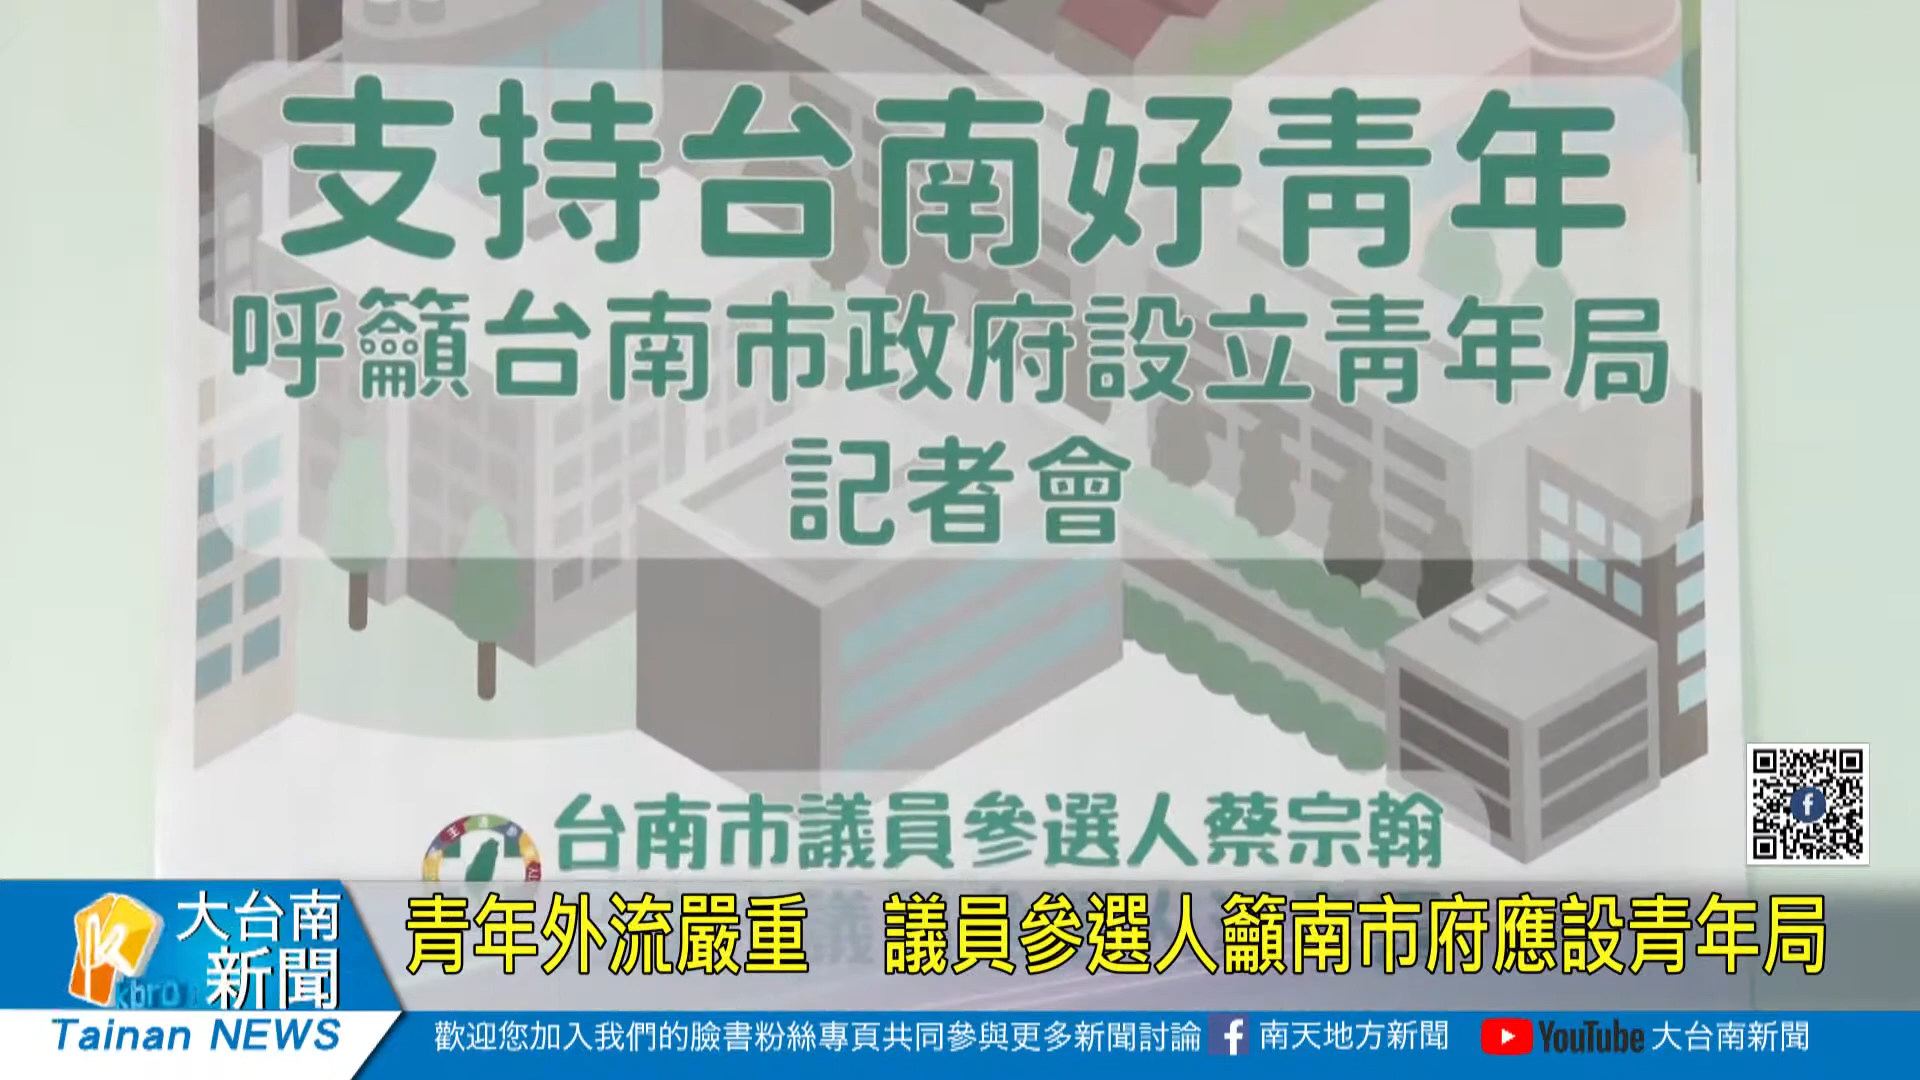 支持台南好青年
呼籲台南市政府設立青年局
記者會
台南市議員參選人蔡宗翰
大台南
新聞
kbro
Tainan NEWS
青年外流嚴重 議員參選人籲南市府應設青年局
歡迎您加入我們的臉書粉絲專頁共同參與更多新聞討論 f 南天地方新聞 YouTube 大台南新聞